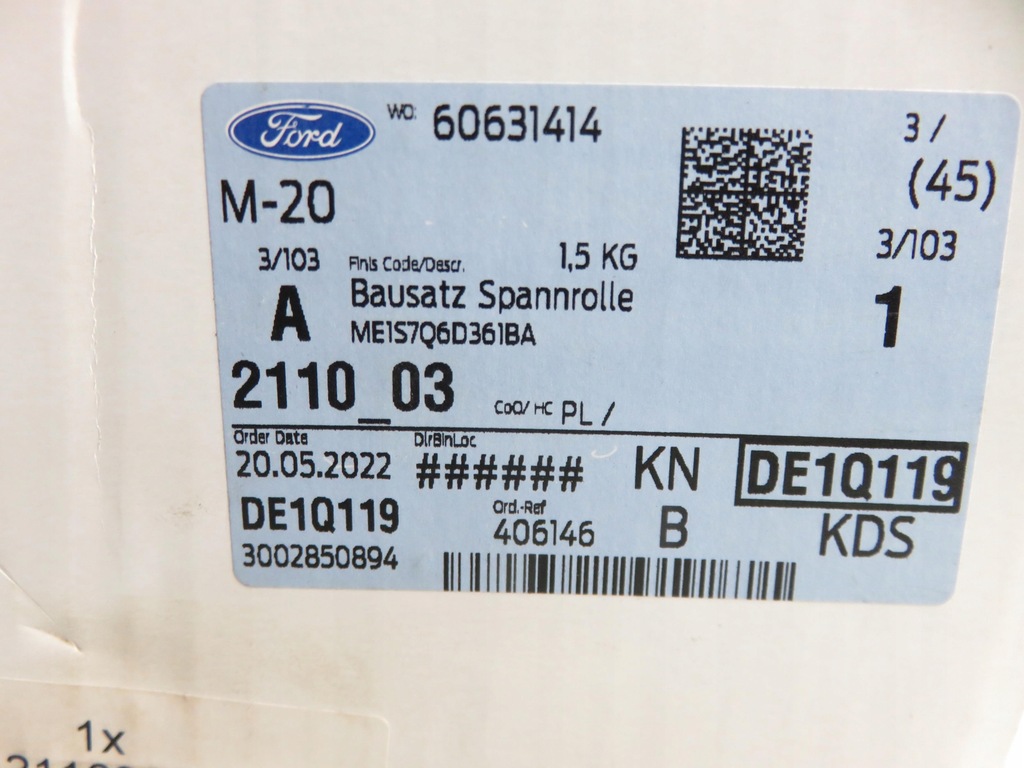 Ford
WO: 60631414
3 /
(45)
M-20
3/103
3/103
Finis Code/Descr.
1,5 KG
A
Bausatz Spannrolle
1
ME1S7Q6D361BA
2110_03
CoO/ HC PL /
Order Date
DirBinLoc
20.05.2022
######
KN
DE1Q119
DE1Q119
Ord.-Ref
406146
B
KDS
3002850894
1x